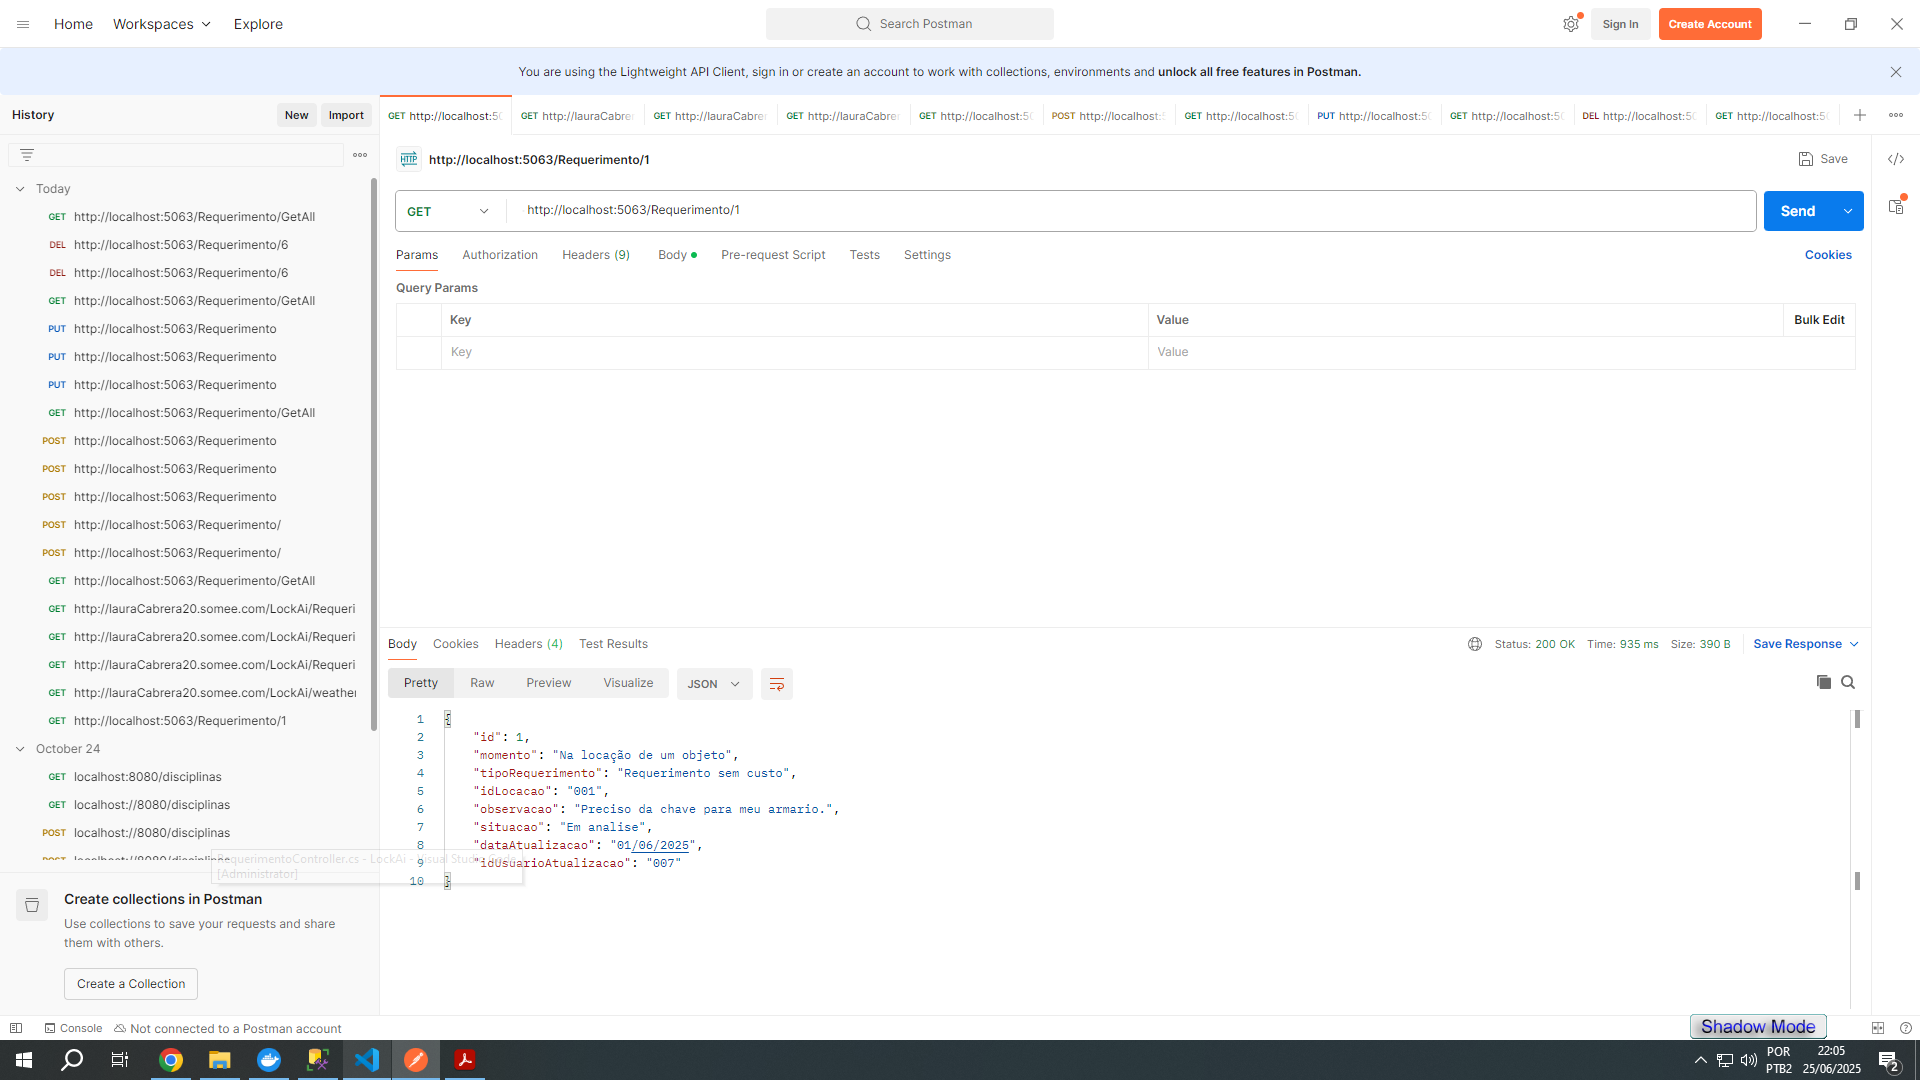 Home
Workspaces
Explore
Search Postman
Sign In
Create Account
You are using the Lightweight API Client, sign in or create an account to work with collections, environments and unlock all free features in Postman.
History
New
Import
GET http://localhost:50
GET http://lauraCabrer
GET http://lauraCabrer
GET http://lauraCabrer
GET http://localhost:50
POST http://localhost:5
GET http://localhost:50
PUT http://localhost:50
GET http://localhost:50
DEL http://localhost:50
GET http://localhost:50
HTTP
http://localhost:5063/Requerimento/1
Save
Today
GET http://localhost:5063/Requerimento/GetAll
DEL http://localhost:5063/Requerimento/6
DEL http://localhost:5063/Requerimento/6
GET http://localhost:5063/Requerimento/GetAll
PUT http://localhost:5063/Requerimento
PUT http://localhost:5063/Requerimento
PUT http://localhost:5063/Requerimento
GET http://localhost:5063/Requerimento/GetAll
POST http://localhost:5063/Requerimento
POST http://localhost:5063/Requerimento
POST http://localhost:5063/Requerimento
POST http://localhost:5063/Requerimento/
POST http://localhost:5063/Requerimento/
GET http://localhost:5063/Requerimento/GetAll
GET http://lauraCabrera20.somee.com/LockAi/Requeri
GET http://lauraCabrera20.somee.com/LockAi/Requeri
GET http://lauraCabrera20.somee.com/LockAi/Requeri
GET http://lauraCabrera20.somee.com/LockAi/weather
GET http://localhost:5063/Requerimento/1
October 24
GET localhost:8080/disciplinas
GET localhost://8080/disciplinas
POST localhost://8080/disciplinas
POST localhost://8080/disciplinas
RequerimentoController.cs - LockAi - Visual Studio Code
[Administrator]
Create collections in Postman
Use collections to save your requests and share
them with others.
Create a Collection
GET
http://localhost:5063/Requerimento/1
Send
Params
Authorization
Headers (9)
Body
Pre-request Script
Tests
Settings
Cookies
Query Params
Key
Value
Bulk Edit
Key
Value
Body
Cookies
Headers (4)
Test Results
Status: 200 OK
Time: 935 ms
Size: 390 B
Save Response
Pretty
Raw
Preview
Visualize
JSON
1 {
2 "id": 1,
3 "momento": "Na locação de um objeto",
4 "tipoRequerimento": "Requerimento sem custo",
5 "idLocacao": "001",
6 "observacao": "Preciso da chave para meu armario.",
7 "situacao": "Em analise",
8 "dataAtualizacao": "01/06/2025",
9 "idUsuarioAtualizacao": "007"
10 }
Console
Not connected to a Postman account
Shadow Mode
POR
PTB2
22:05
25/06/2025
2